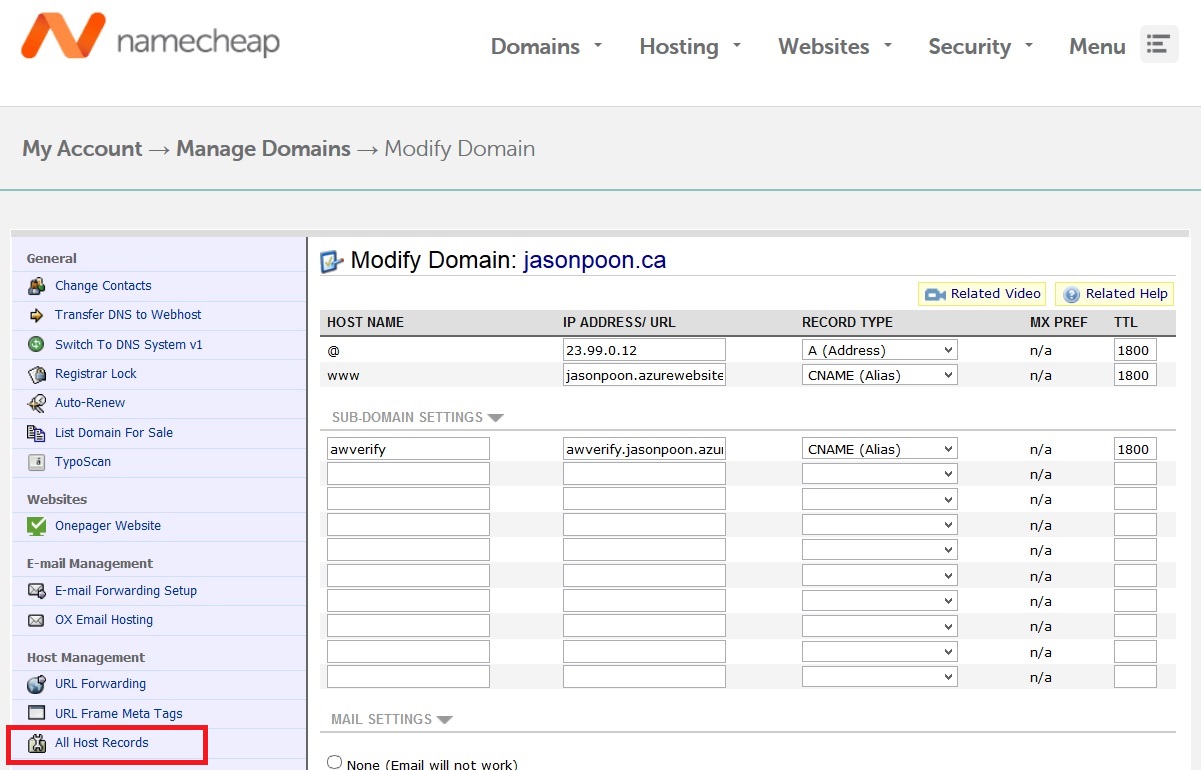 namecheap
Domains Hosting Websites Security Menu
My Account → Manage Domains → Modify Domain
General
Change Contacts
Transfer DNS to Webhost
Switch To DNS System v1
Registrar Lock
Auto-Renew
List Domain For Sale
TypoScan
Websites
Onepager Website
E-mail Management
E-mail Forwarding Setup
OX Email Hosting
Host Management
URL Forwarding
URL Frame Meta Tags
All Host Records
Modify Domain: jasonpoon.ca
Related Video Related Help
HOST NAME IP ADDRESS/ URL RECORD TYPE MX PREF TTL
@ 23.99.0.12 A (Address) n/a 1800
www jasonpoon.azurewebsite CNAME (Alias) n/a 1800
SUB-DOMAIN SETTINGS
awverify awverify.jasonpoon.azu CNAME (Alias) n/a 1800
n/a
n/a
n/a
n/a
n/a
n/a
n/a
n/a
n/a
MAIL SETTINGS
None (Email will not work)